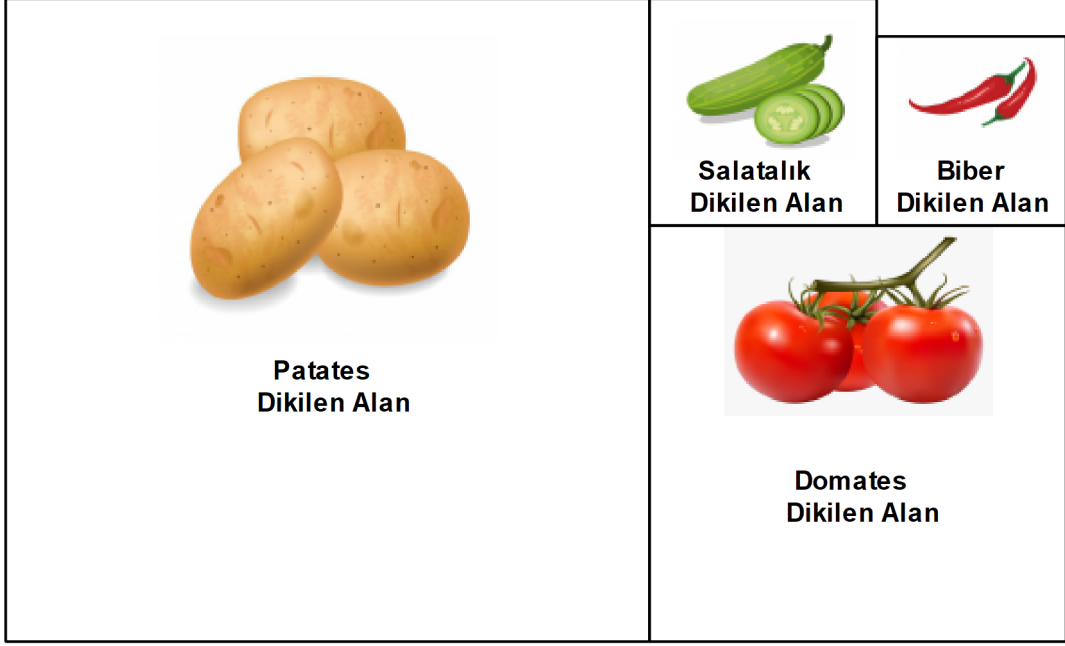 Patates
Dikilen Alan
Salatalık
Dikilen Alan
Biber
Dikilen Alan
Domates
Dikilen Alan